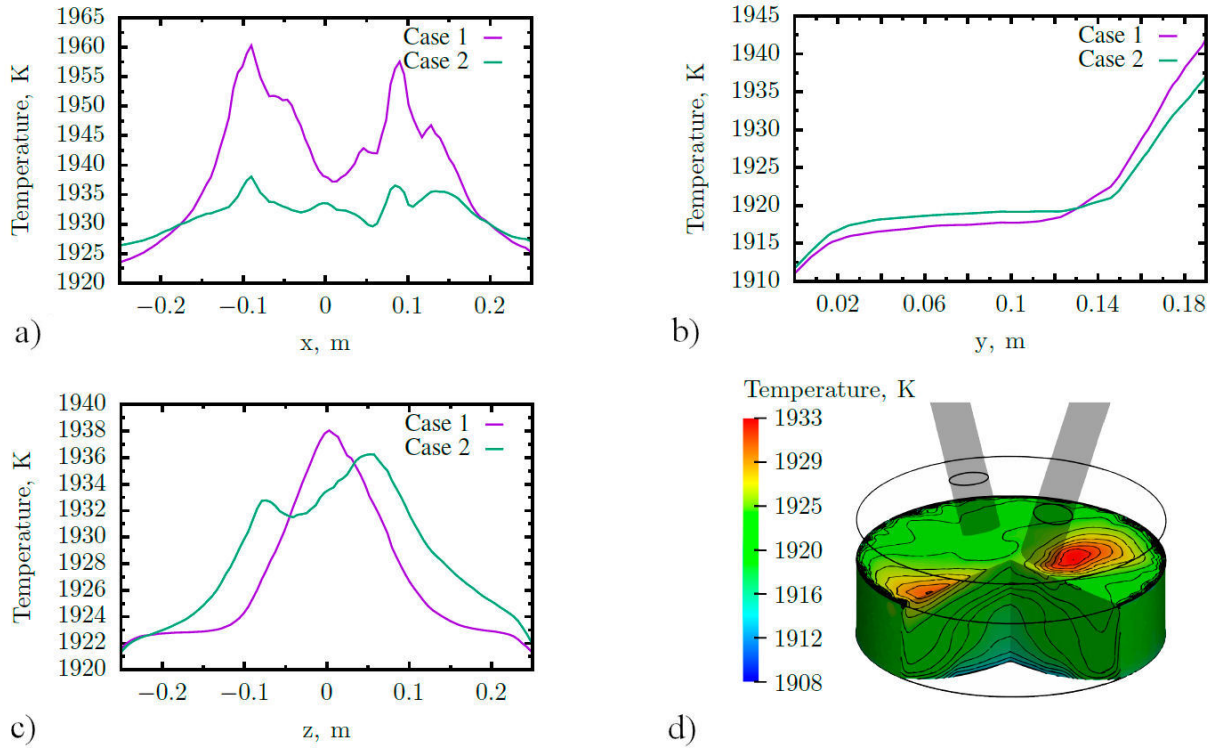 1965
1960
1955
1950
1945
1940
1935
1930
1925
1920
Temperature, K
Case 1
Case 2
−0.2 −0.1 0 0.1 0.2
x, m
a)
1945
1940
1935
1930
1925
1920
1915
1910
Temperature, K
Case 1
Case 2
0.02 0.06 0.1 0.14 0.18
y, m
b)
1940
1938
1936
1934
1932
1930
1928
1926
1924
1922
1920
Temperature, K
Case 1
Case 2
−0.2 −0.1 0 0.1 0.2
z, m
c)
Temperature, K
1933
1929
1925
1920
1916
1912
1908
d)